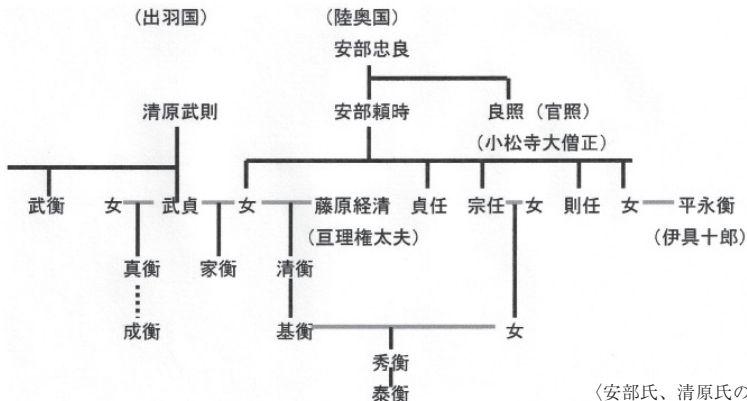 （出羽国） （陸奥国）
安部忠良
清原武則 安部頼時 良照（官照）
（小松寺大僧正）
武衡 女 武貞 女 藤原経清 貞任 宗任 女 則任 女 平永衡
（亘理権太夫） （伊具十郎）
真衡 家衡 清衡
成衡 基衡 女
秀衡
泰衡
〈安部氏、清原氏の